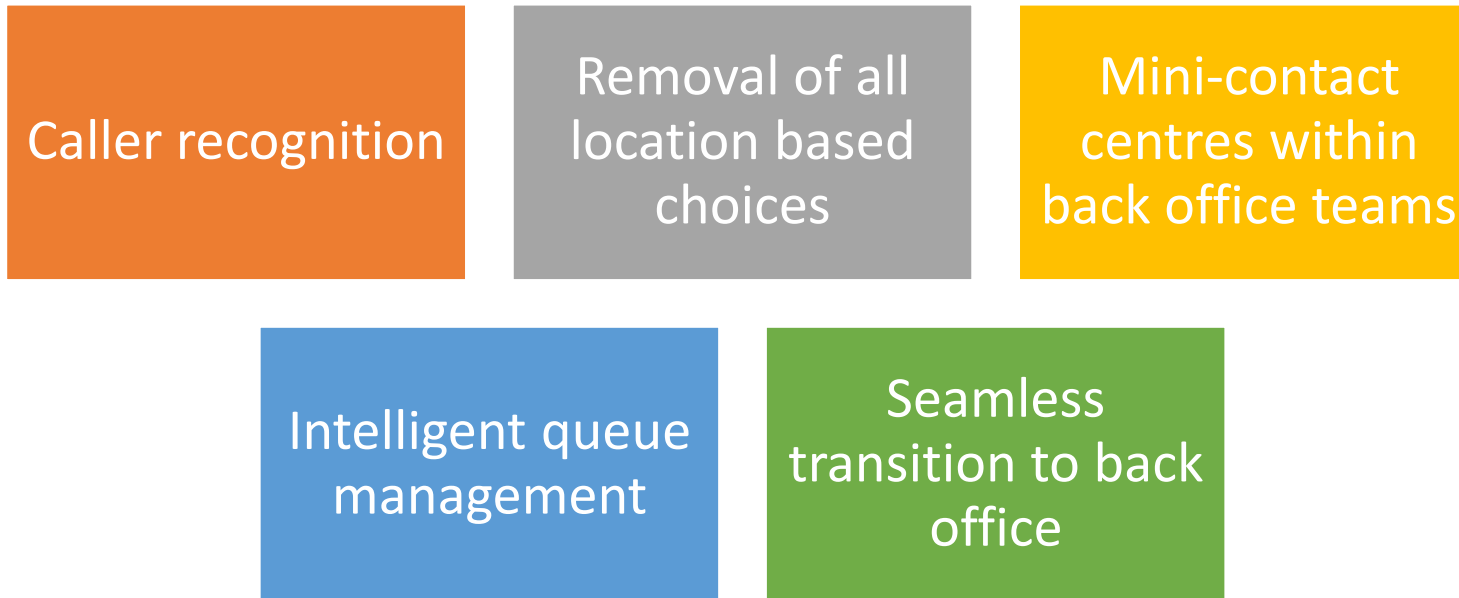 Caller recognition
Removal of all
location based
choices
Mini-contact
centres within
back office teams
Intelligent queue
management
Seamless
transition to back
office